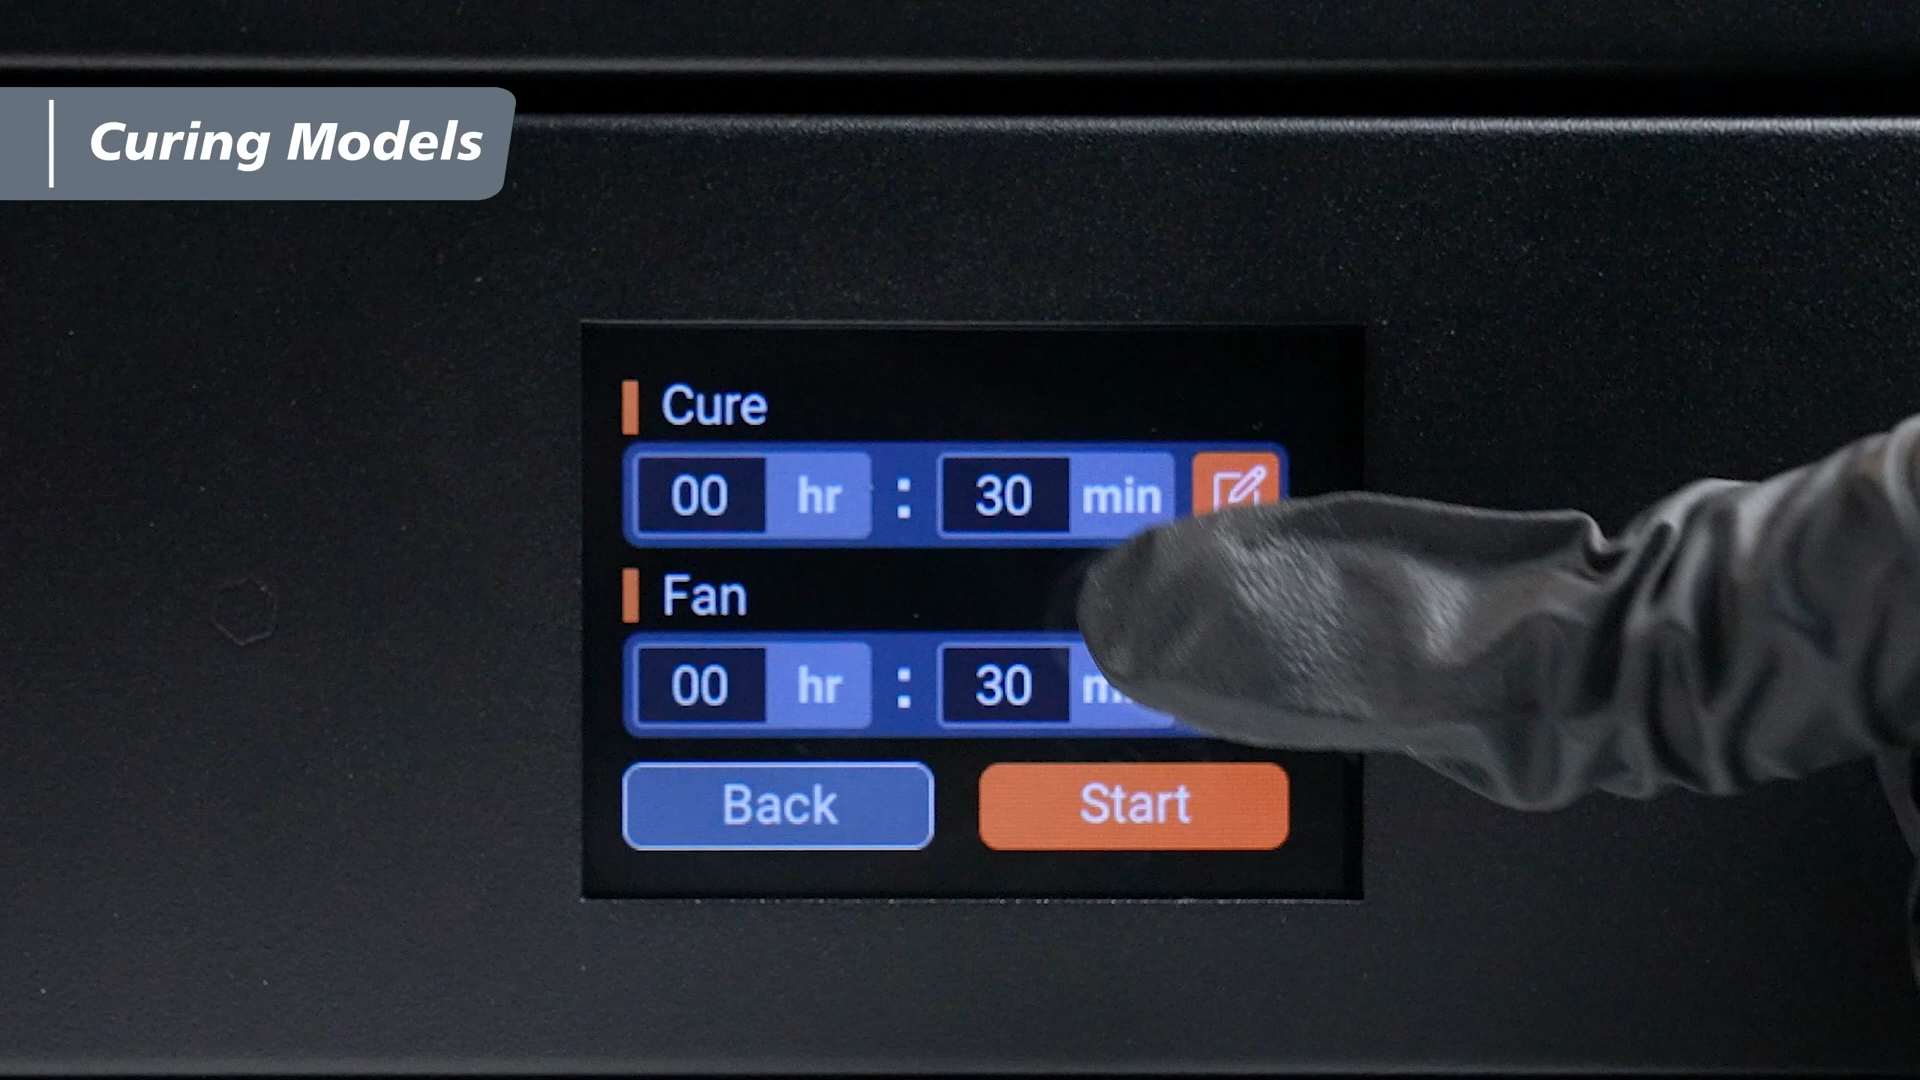 Curing Models
Cure
00 hr : 30 min
Fan
00 hr : 30
Back Start